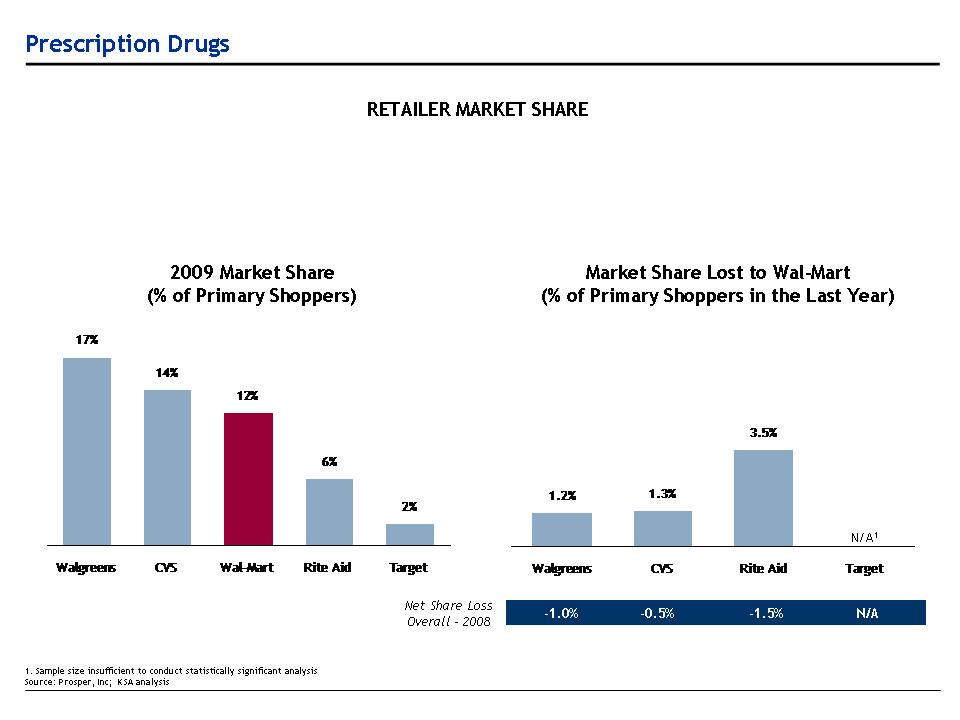 Prescription Drugs
RETAILER MARKET SHARE
2009 Market Share
(% of Primary Shoppers)
17%
14%
12%
6%
2%
Walgreens CVS Wal-Mart Rite Aid Target
Market Share Lost to Wal-Mart
(% of Primary Shoppers in the Last Year)
1.2%
1.3%
3.5%
N/A¹
Walgreens CVS Rite Aid Target
Net Share Loss
Overall - 2008
-1.0% -0.5% -1.5% N/A
1. Sample size insufficient to conduct statistically significant analysis
Source: Prosper, Inc; KSA analysis